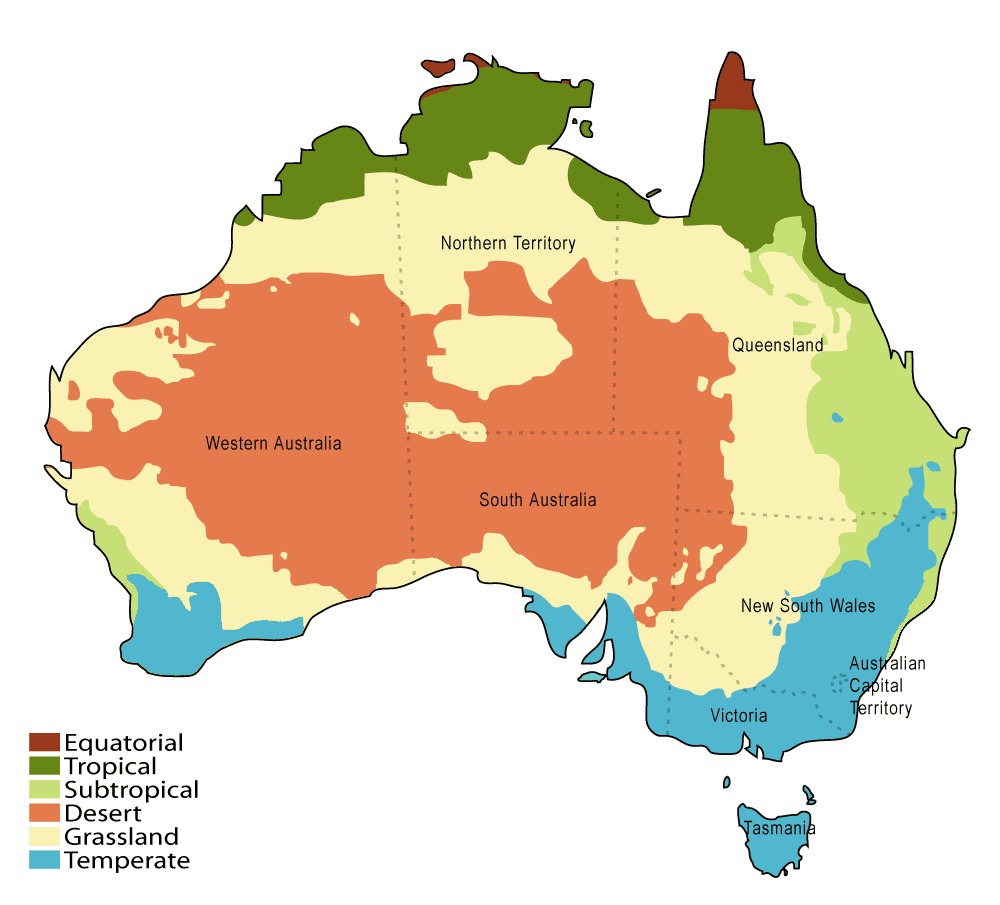 Northern Territory
Queensland
Western Australia
South Australia
New South Wales
Australian
Capital
Territory
Victoria
Tasmania
Equatorial
Tropical
Subtropical
Desert
Grassland
Temperate